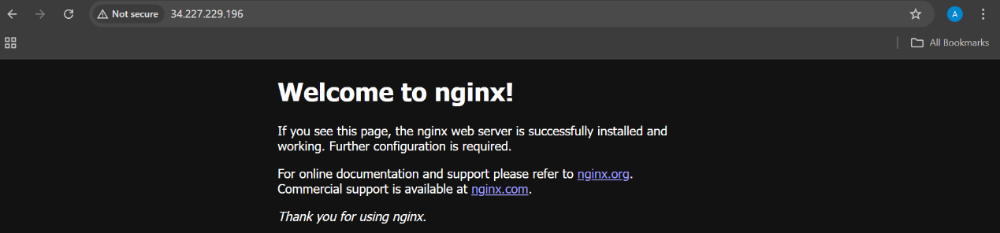 Not secure 34.227.229.196
A
All Bookmarks
Welcome to nginx!
If you see this page, the nginx web server is successfully installed and
working. Further configuration is required.
For online documentation and support please refer to nginx.org.
Commercial support is available at nginx.com.
Thank you for using nginx.